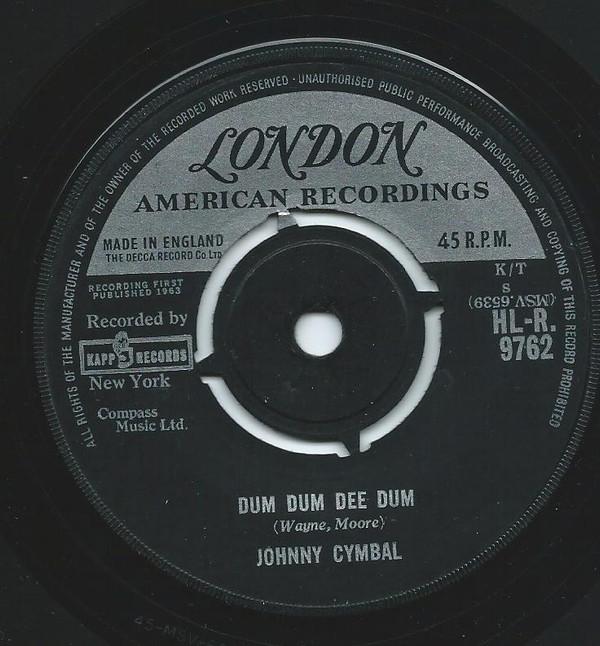 ALL RIGHTS OF THE MANUFACTURER AND OF THE OWNER OF THE RECORDED WORK RESERVED · UNAUTHORISED PUBLIC PERFORMANCE BROADCASTING AND COPYING OF THIS RECORD PROHIBITED
LONDON
AMERICAN RECORDINGS
MADE IN ENGLAND
THE DECCA RECORD Co. Ltd
45 R.P.M.
RECORDING FIRST
PUBLISHED 1963
K/T
S
(MSV.6539)
HL-R.
9762
Recorded by
KAPP RECORDS
New York
Compass
Music Ltd.
DUM DUM DEE DUM
(Wayne, Moore)
JOHNNY CYMBAL